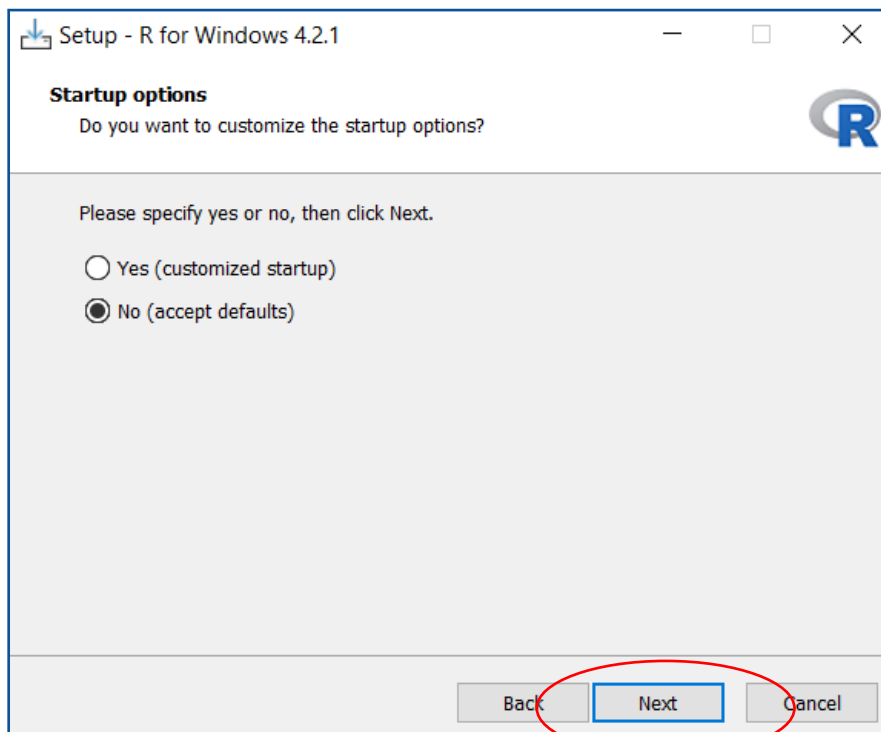 Setup - R for Windows 4.2.1
Startup options
Do you want to customize the startup options?
R
Please specify yes or no, then click Next.
Yes (customized startup)
No (accept defaults)
Back Next Cancel